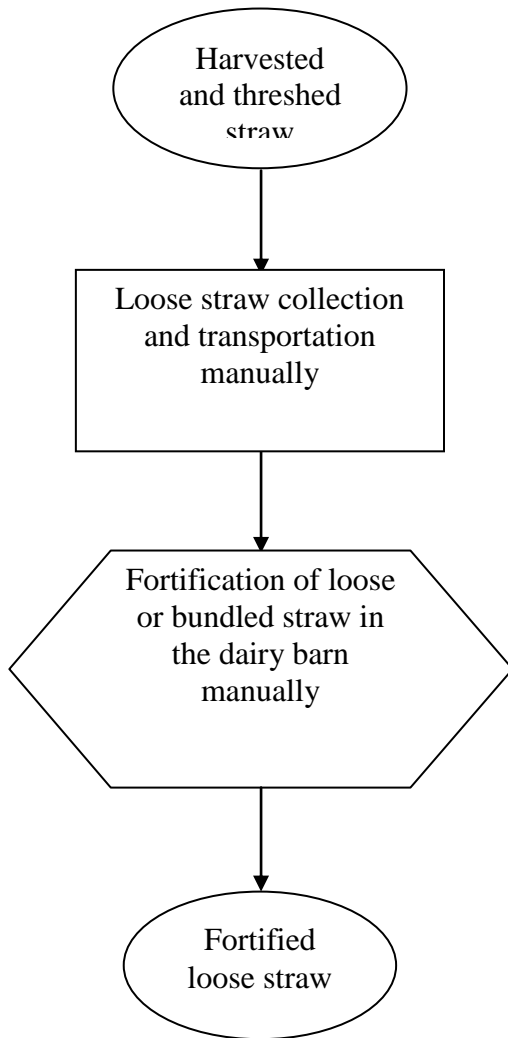 Harvested
and threshed
straw
Loose straw collection
and transportation
manually
Fortification of loose
or bundled straw in
the dairy barn
manually
Fortified
loose straw